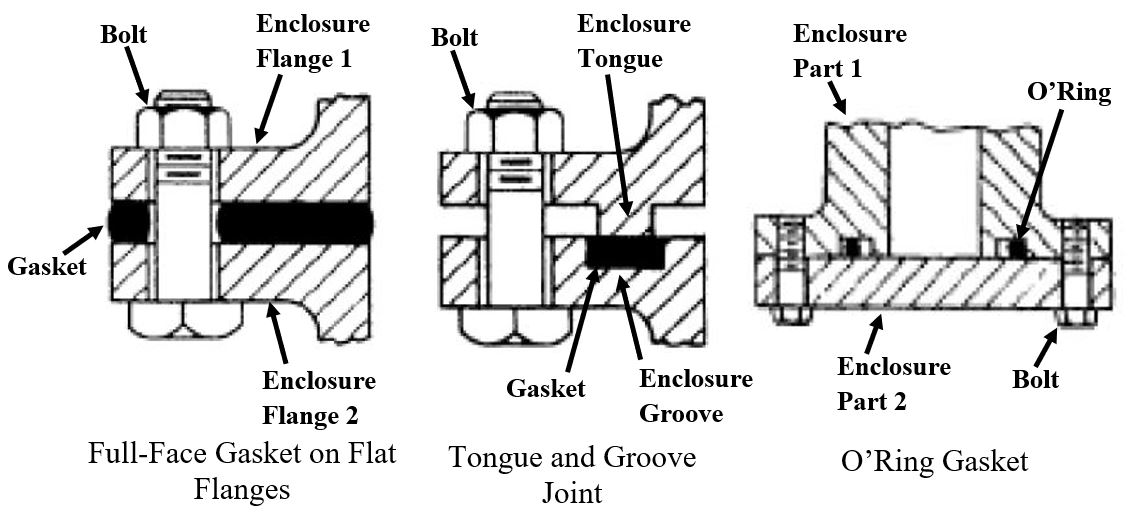 Bolt
Enclosure
Flange 1
Gasket
Enclosure
Flange 2
Full-Face Gasket on Flat
Flanges
Bolt
Enclosure
Tongue
Gasket
Enclosure
Groove
Tongue and Groove
Joint
Enclosure
Part 1
O’Ring
Enclosure
Part 2
Bolt
O’Ring Gasket